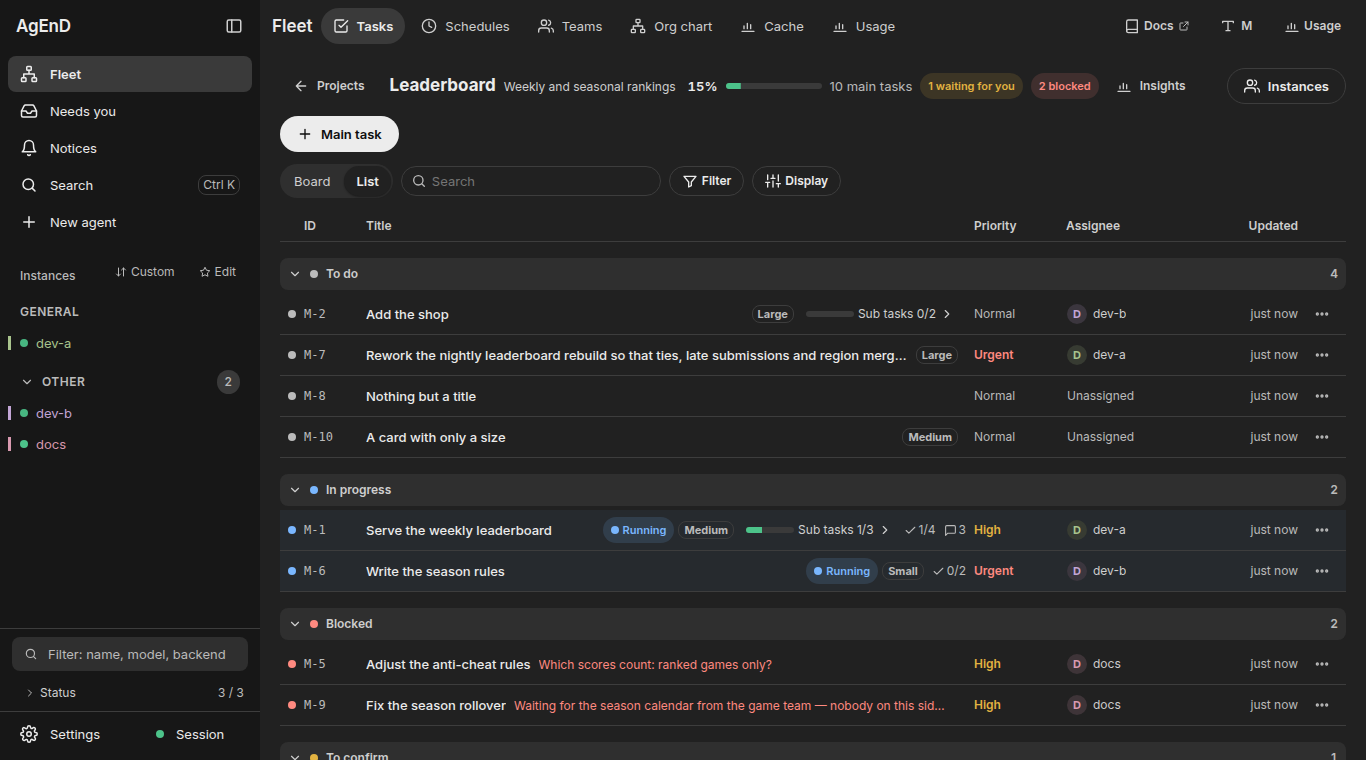 AgEnD
Fleet
Needs you
Notices
Search Ctrl K
New agent
Instances Custom Edit
GENERAL
dev-a
OTHER 2
dev-b
docs
Filter: name, model, backend
Status 3 / 3
Settings Session
Fleet Tasks Schedules Teams Org chart Cache Usage Docs M Usage
Projects Leaderboard Weekly and seasonal rankings 15% 10 main tasks 1 waiting for you 2 blocked Insights Instances
Main task
Board List Search Filter Display
ID Title Priority Assignee Updated
To do 4
M-2 Add the shop Large Sub tasks 0/2 Normal D dev-b just now
M-7 Rework the nightly leaderboard rebuild so that ties, late submissions and region merg... Large Urgent D dev-a just now
M-8 Nothing but a title Normal Unassigned just now
M-10 A card with only a size Medium Normal Unassigned just now
In progress 2
M-1 Serve the weekly leaderboard Running Medium Sub tasks 1/3 1/4 3 High D dev-a just now
M-6 Write the season rules Running Small 0/2 Urgent D dev-b just now
Blocked 2
M-5 Adjust the anti-cheat rules Which scores count: ranked games only? High D docs just now
M-9 Fix the season rollover Waiting for the season calendar from the game team — nobody on this sid... High D docs just now
To confirm 1